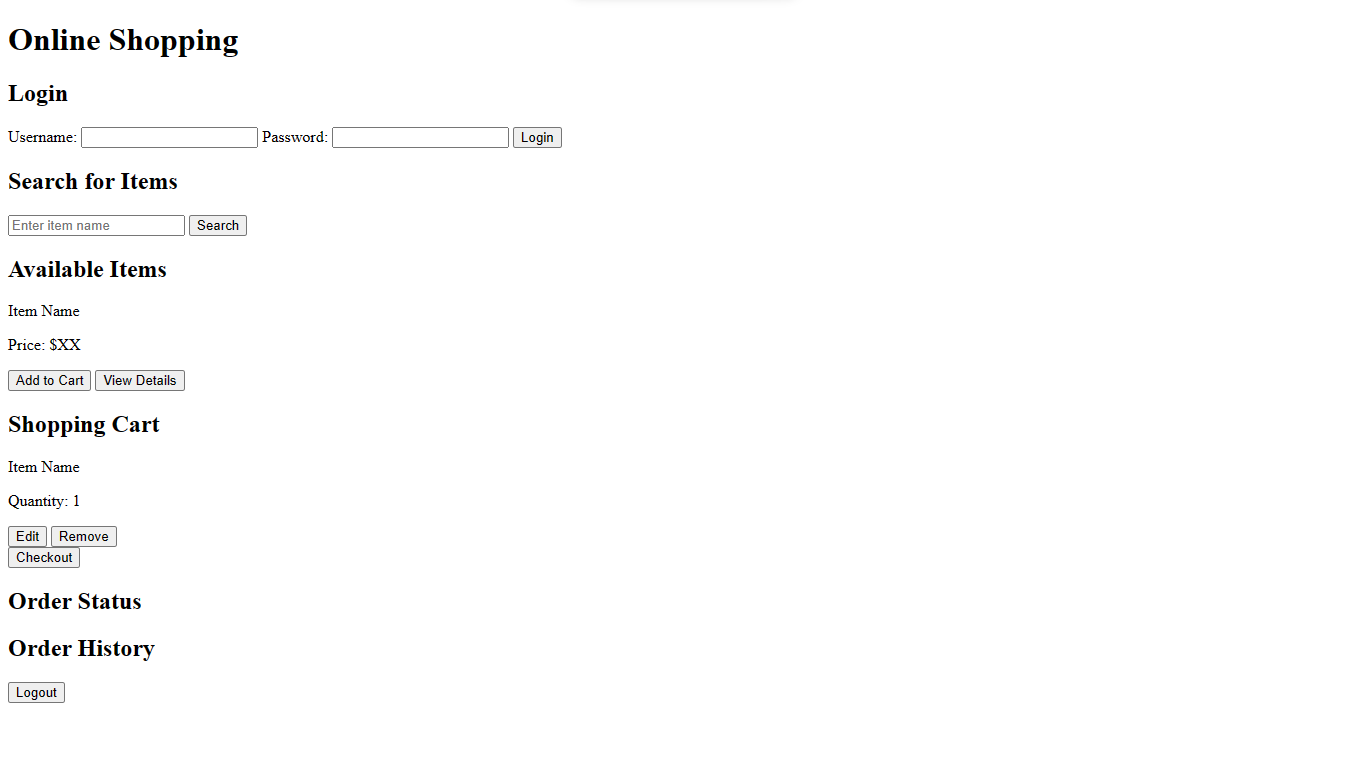 Online Shopping
Login
Username: Password: Login
Search for Items
Enter item name Search
Available Items
Item Name
Price: $XX
Add to Cart View Details
Shopping Cart
Item Name
Quantity: 1
Edit Remove
Checkout
Order Status
Order History
Logout